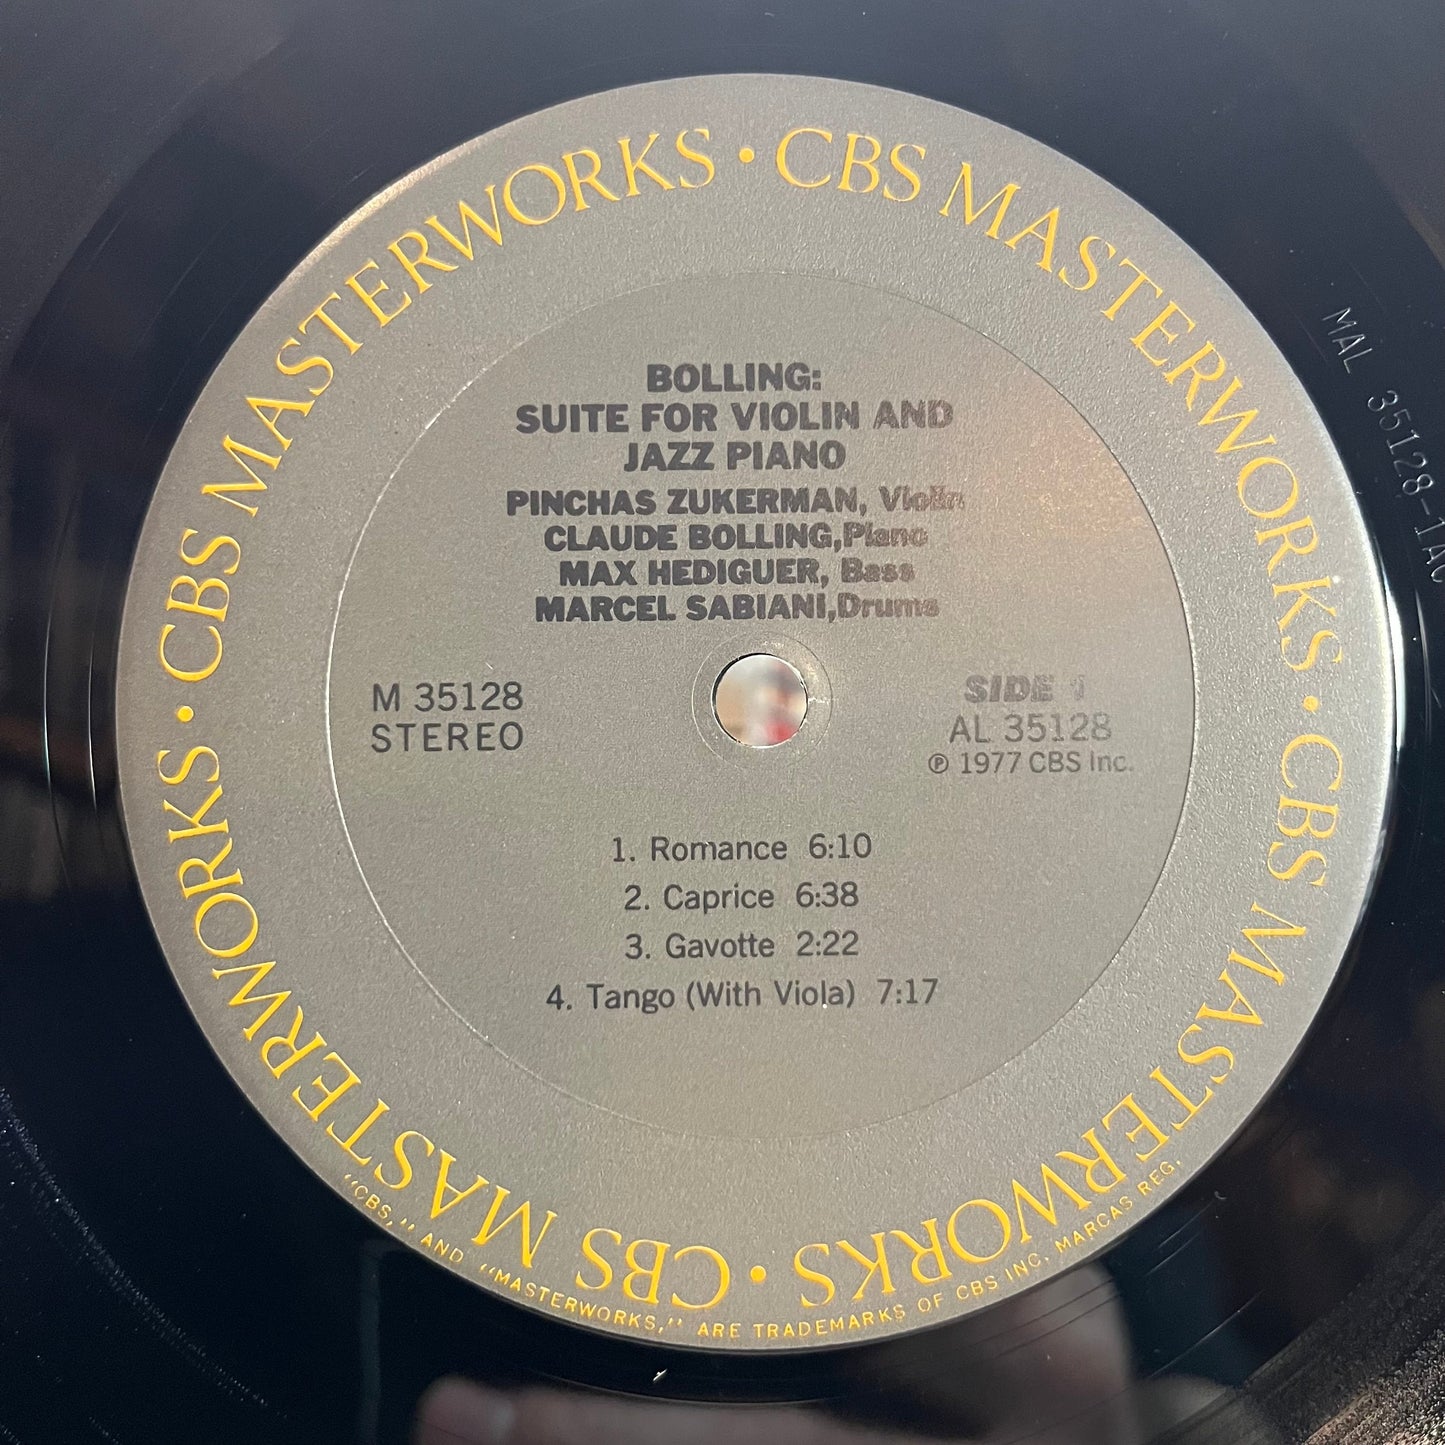 CBS MASTERWORKS · CBS MASTERWORKS · CBS MASTERWORKS · CBS MASTERWORKS ·
BOLLING:
SUITE FOR VIOLIN AND
JAZZ PIANO
PINCHAS ZUKERMAN, Violin
CLAUDE BOLLING,Piano
MAX HEDIGUER, Bass
MARCEL SABIANI,Drums
M 35128
STEREO
SIDE 1
AL 35128
℗ 1977 CBS Inc.
1. Romance 6:10
2. Caprice 6:38
3. Gavotte 2:22
4. Tango (With Viola) 7:17
"CBS," AND "MASTERWORKS," ARE TRADEMARKS OF CBS INC. MARCAS REG.
MAL 35128-1AC